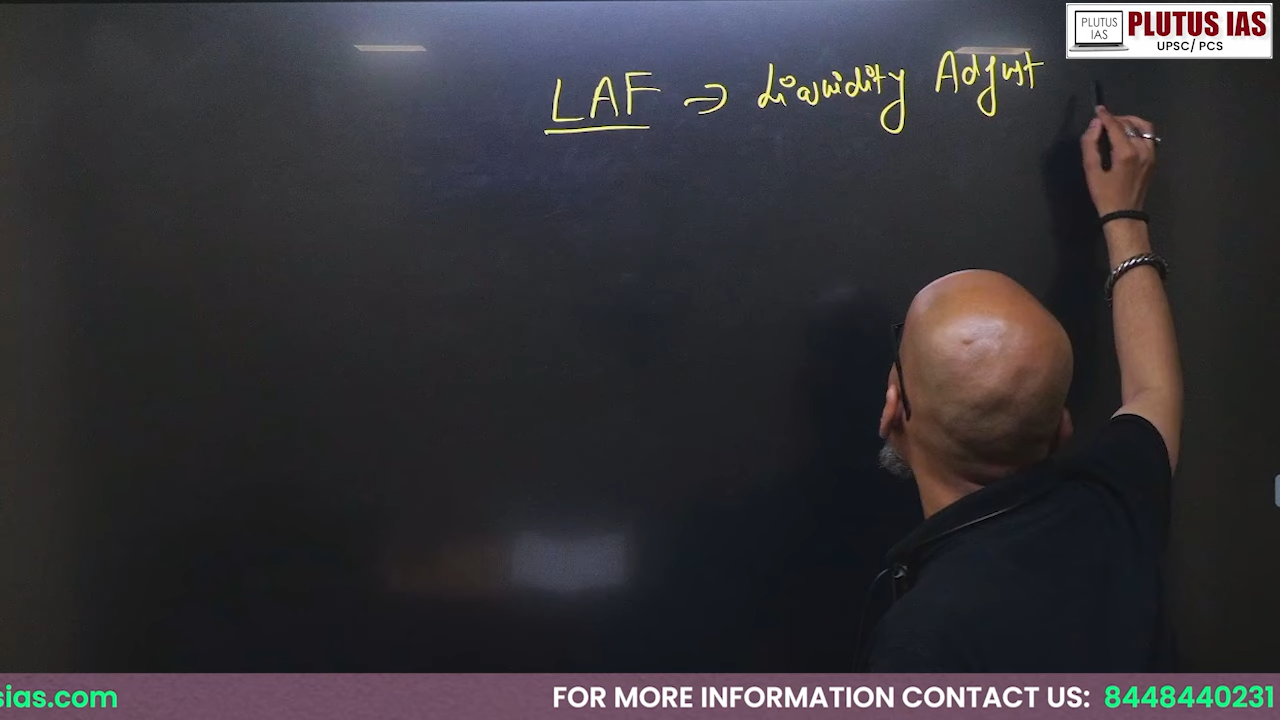 PLUTUS IAS
PLUTUS IAS
UPSC/ PCS
LAF → Liquidity Adjust
sias.com FOR MORE INFORMATION CONTACT US: 8448440231